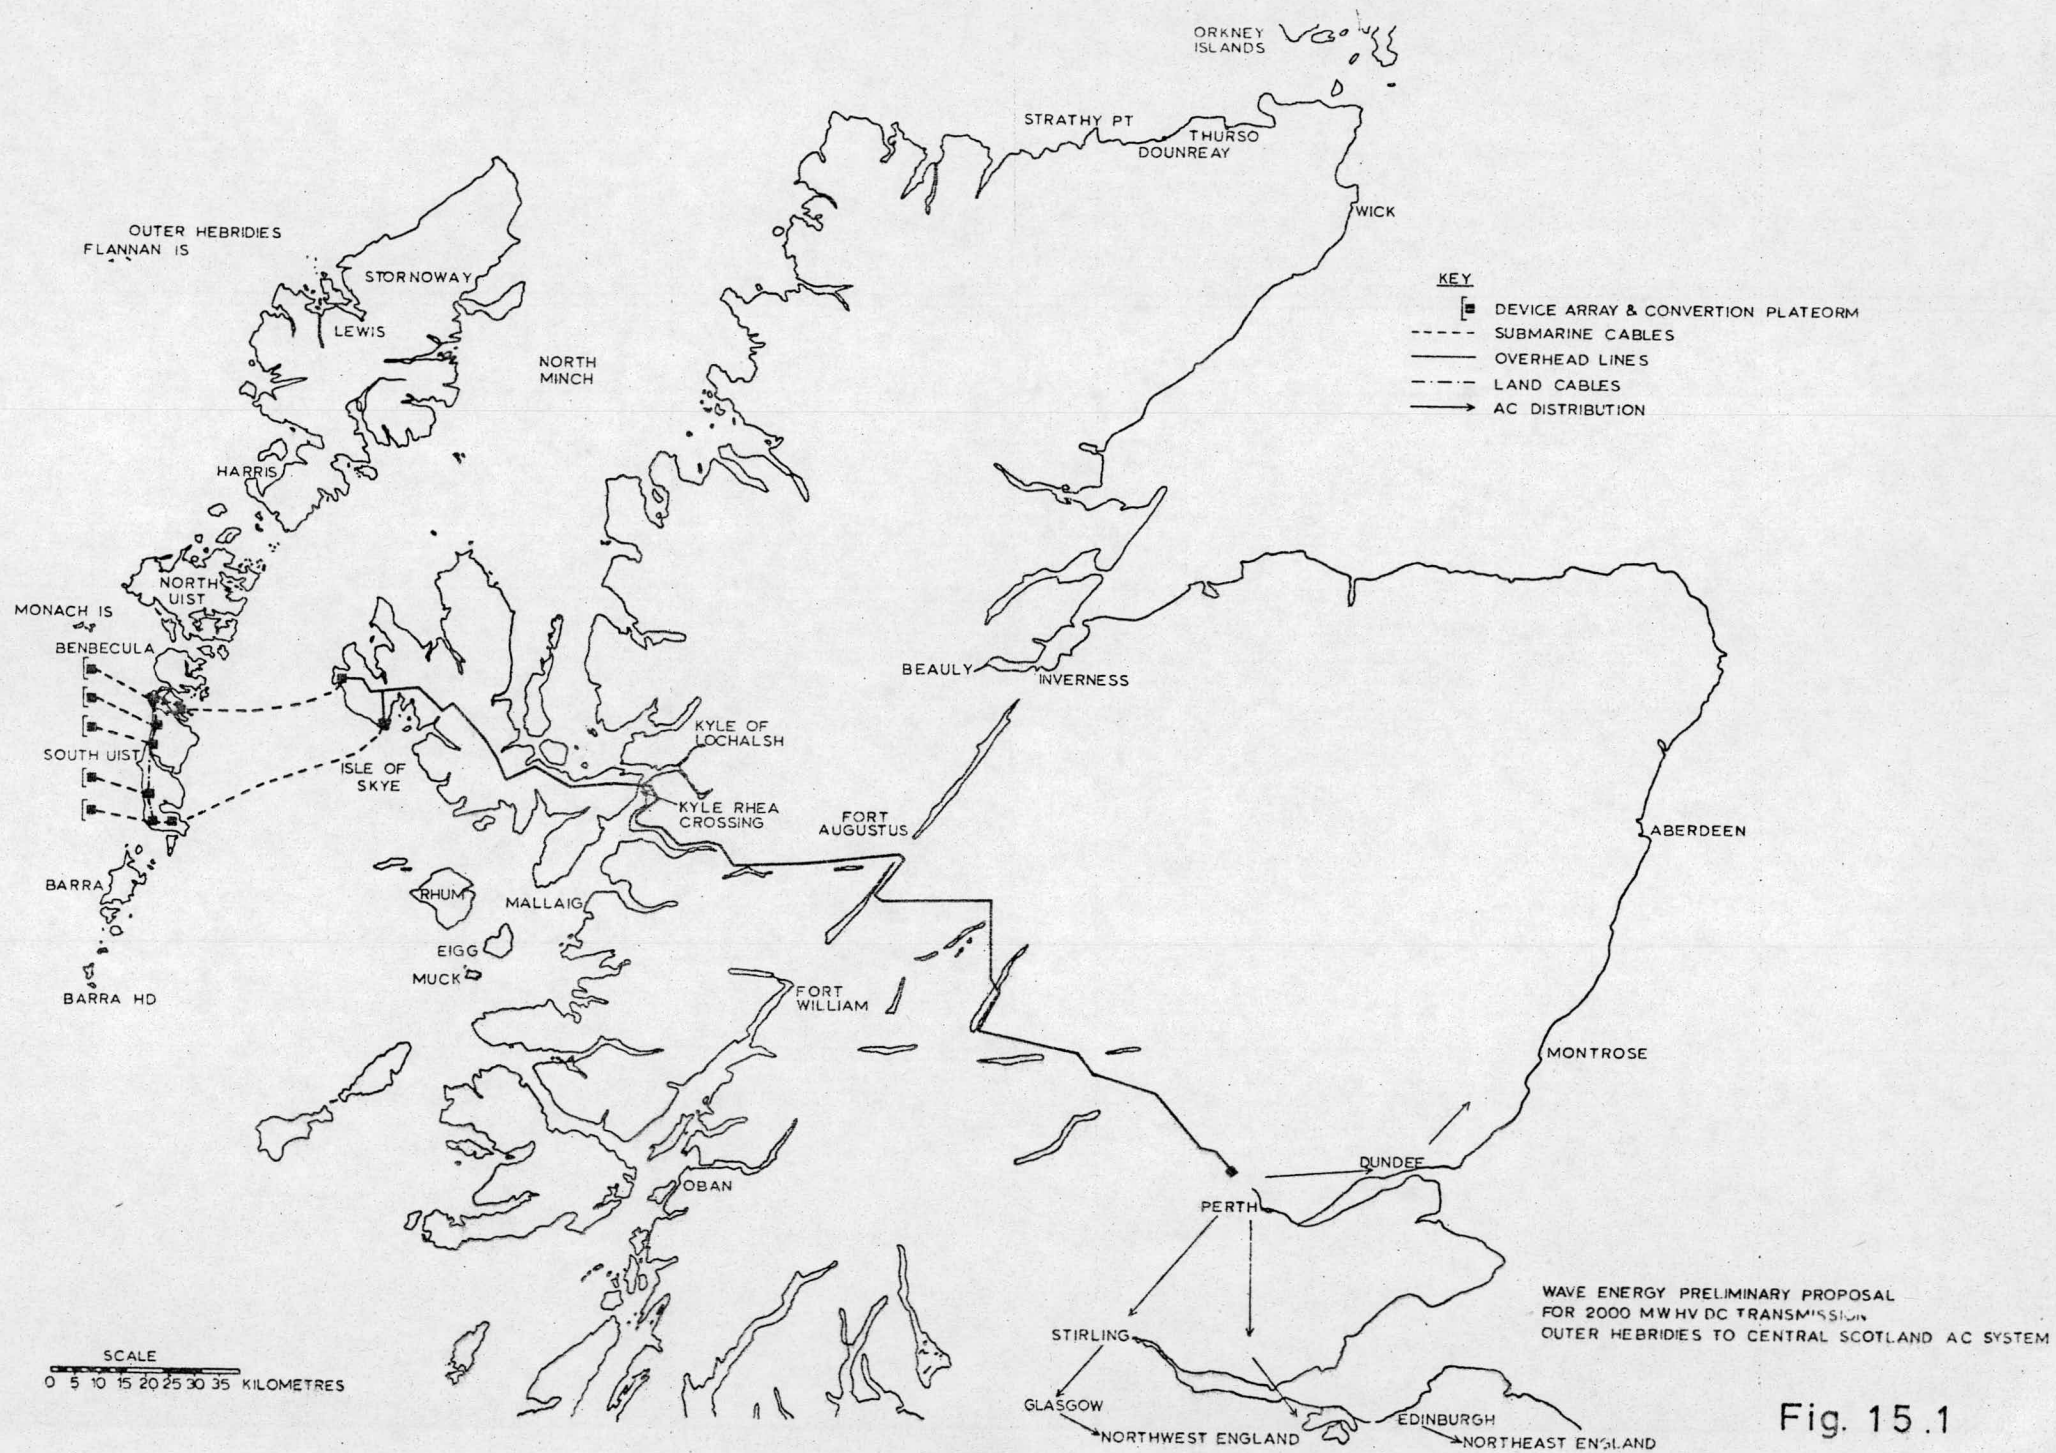 ORKNEY
ISLANDS
STRATHY PT
THURSO
DOUNREAY
WICK
OUTER HEBRIDIES
FLANNAN IS
STORNOWAY
LEWIS
NORTH
MINCH
HARRIS
KEY
DEVICE ARRAY & CONVERTION PLATEORM
SUBMARINE CABLES
OVERHEAD LINES
LAND CABLES
AC DISTRIBUTION
NORTH
UIST
MONACH IS
BENBECULA
BEAULY
INVERNESS
SOUTH UIST
ISLE OF
SKYE
KYLE OF
LOCHALSH
KYLE RHEA
CROSSING
FORT
AUGUSTUS
ABERDEEN
BARRA
RHUM
MALLAIG
EIGG
MUCK
BARRA HD
FORT
WILLIAM
MONTROSE
OBAN
DUNDEE
PERTH
STIRLING
GLASGOW
NORTHWEST ENGLAND
EDINBURGH
NORTHEAST ENGLAND
SCALE
0 5 10 15 20 25 30 35 KILOMETRES
WAVE ENERGY PRELIMINARY PROPOSAL
FOR 2000 MW HV DC TRANSMISSION
OUTER HEBRIDIES TO CENTRAL SCOTLAND AC SYSTEM
Fig. 15.1